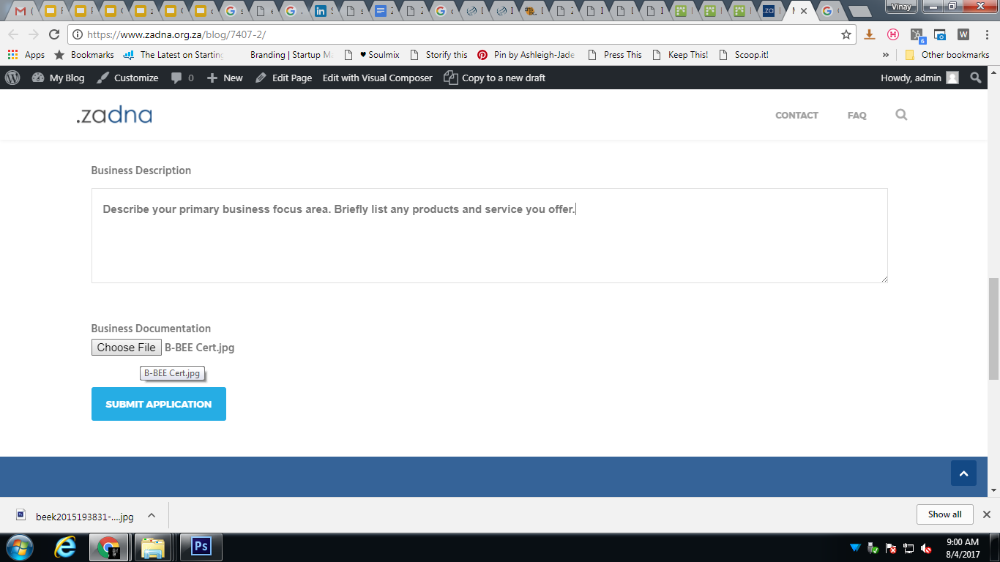 Vinay
https://www.zadna.org.za/blog/7407-2/
6
Apps Bookmarks The Latest on Starting Branding | Startup M ♥ Soulmix Storify this Pin by Ashleigh-Jade Press This Keep This! Scoop.it! » Other bookmarks
My Blog Customize 0 New Edit Page Edit with Visual Composer Copy to a new draft Howdy, admin
.zadna CONTACT FAQ
Business Description
Describe your primary business focus area. Briefly list any products and service you offer.
Business Documentation
Choose File B-BEE Cert.jpg
B-BEE Cert.jpg
SUBMIT APPLICATION
beek2015193831-....jpg Show all
Ps
9:00 AM
8/4/2017